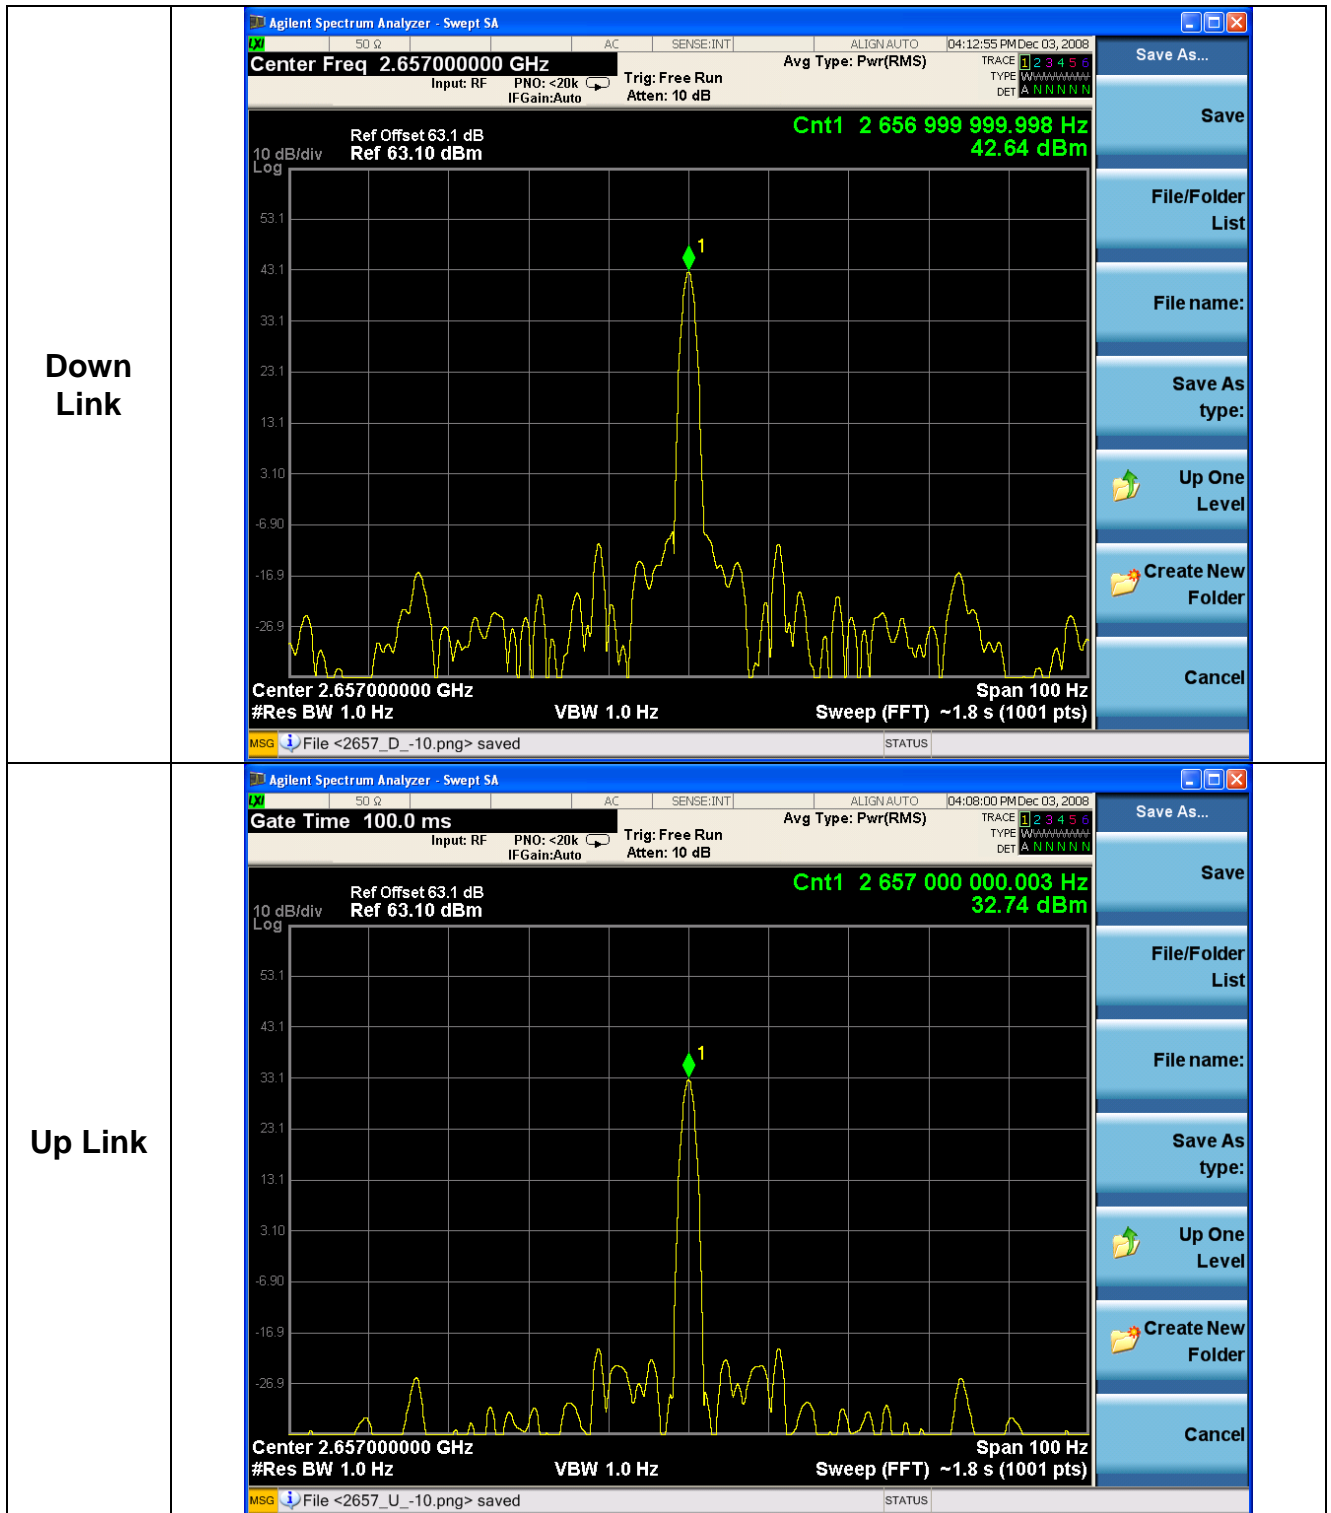 Down
Link
Agilent Spectrum Analyzer - Swept SA
LXI 50 Ω AC SENSE:INT ALIGN AUTO 04:12:55 PM Dec 03, 2008
Center Freq 2.657000000 GHz
Input: RF PNO: <20k IFGain:Auto
Trig: Free Run
Atten: 10 dB
Avg Type: Pwr(RMS)
TRACE 1 2 3 4 5 6
TYPE
DET A N N N N N
Cnt1 2 656 999 999.998 Hz
42.64 dBm
Ref Offset 63.1 dB
10 dB/div Ref 63.10 dBm
Log
53.1
43.1
33.1
23.1
13.1
3.10
-6.90
-16.9
-26.9
1
Center 2.657000000 GHz Span 100 Hz
#Res BW 1.0 Hz VBW 1.0 Hz Sweep (FFT) ~1.8 s (1001 pts)
MSG File <2657_D_-10.png> saved STATUS
Save As...
Save
File/Folder
List
File name:
Save As
type:
Up One
Level
Create New
Folder
Cancel
Up Link
Agilent Spectrum Analyzer - Swept SA
LXI 50 Ω AC SENSE:INT ALIGN AUTO 04:08:00 PM Dec 03, 2008
Gate Time 100.0 ms
Input: RF PNO: <20k IFGain:Auto
Trig: Free Run
Atten: 10 dB
Avg Type: Pwr(RMS)
TRACE 1 2 3 4 5 6
TYPE
DET A N N N N N
Cnt1 2 657 000 000.003 Hz
32.74 dBm
Ref Offset 63.1 dB
10 dB/div Ref 63.10 dBm
Log
53.1
43.1
33.1
23.1
13.1
3.10
-6.90
-16.9
-26.9
1
Center 2.657000000 GHz Span 100 Hz
#Res BW 1.0 Hz VBW 1.0 Hz Sweep (FFT) ~1.8 s (1001 pts)
MSG File <2657_U_-10.png> saved STATUS
Save As...
Save
File/Folder
List
File name:
Save As
type:
Up One
Level
Create New
Folder
Cancel